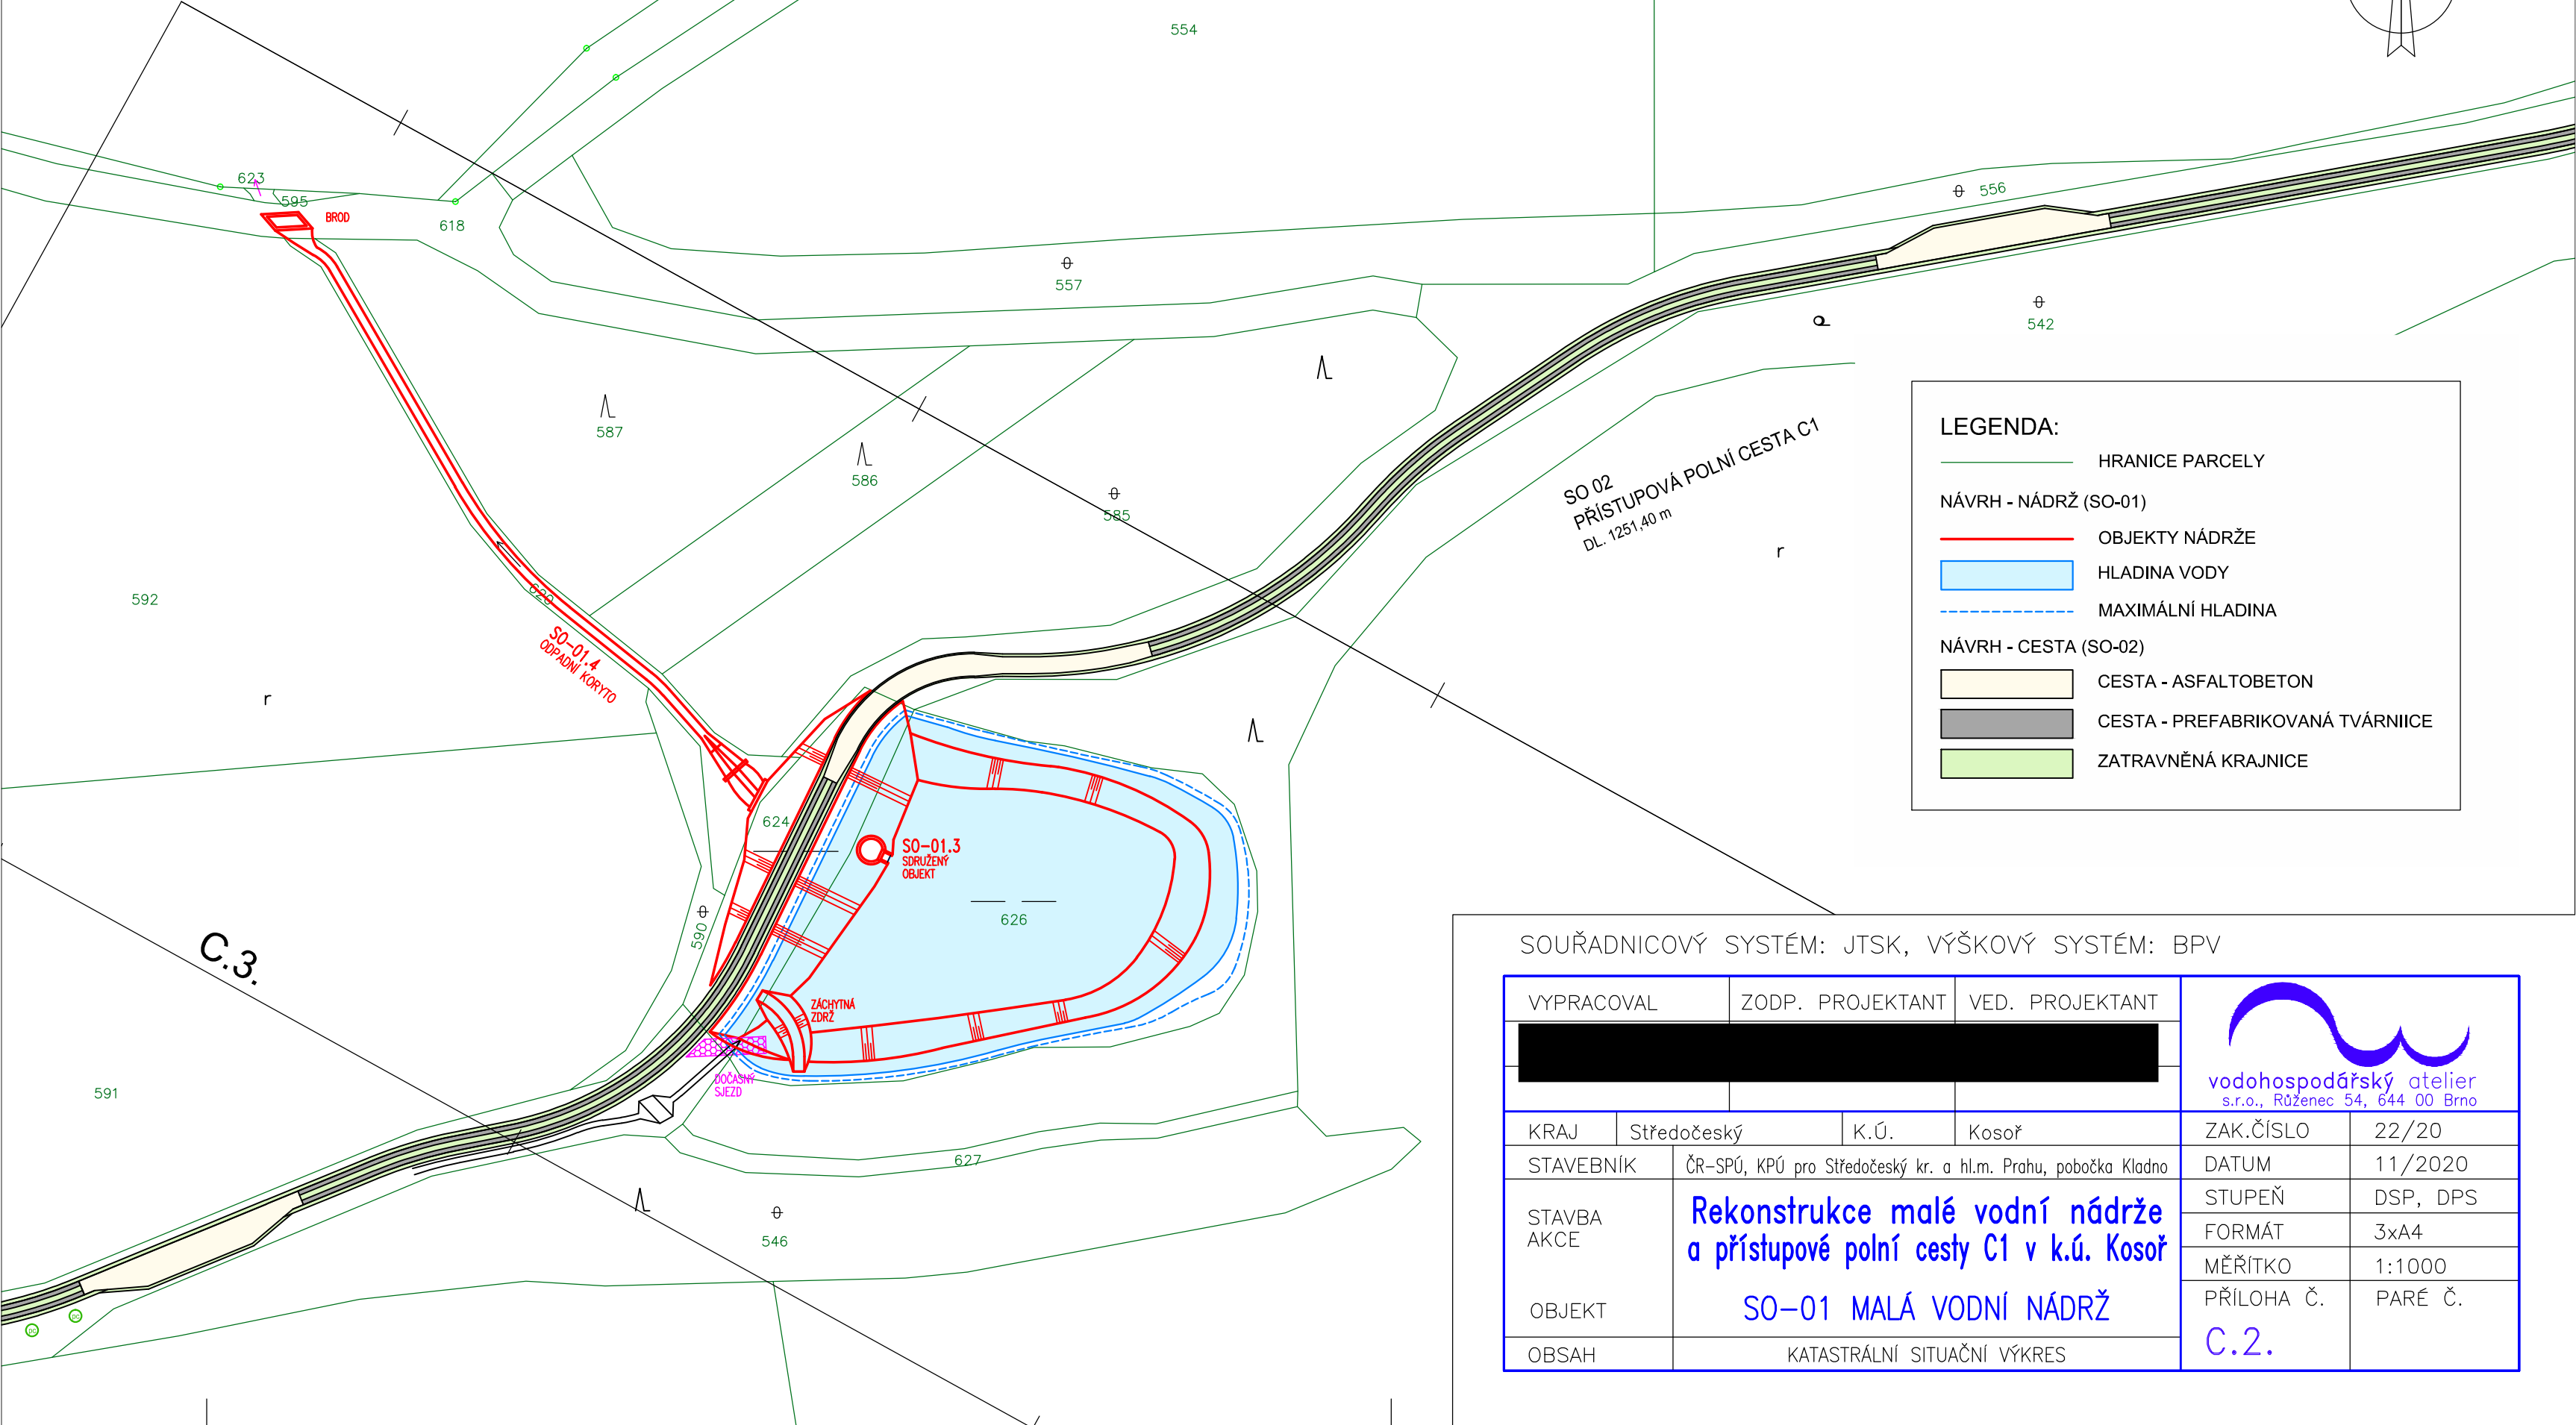 554
623
595
BROD
618
556
557
542
587
586
585
SO 02
PŘÍSTUPOVÁ POLNÍ CESTA C1
DL. 1251,40 m
r
592
620
SO-01.4
ODPADNÍ KORYTO
r
624
SO-01.3
SDRUŽENÝ
OBJEKT
626
590
C.3.
ZÁCHYTNÁ
ZDRŽ
DOČASNÝ
SJEZD
591
627
546
LEGENDA:
HRANICE PARCELY
NÁVRH - NÁDRŽ (SO-01)
OBJEKTY NÁDRŽE
HLADINA VODY
MAXIMÁLNÍ HLADINA
NÁVRH - CESTA (SO-02)
CESTA - ASFALTOBETON
CESTA - PREFABRIKOVANÁ TVÁRNIICE
ZATRAVNĚNÁ KRAJNICE
SOUŘADNICOVÝ SYSTÉM: JTSK, VÝŠKOVÝ SYSTÉM: BPV
VYPRACOVAL ZODP. PROJEKTANT VED. PROJEKTANT
vodohospodářský atelier
s.r.o., Růženec 54, 644 00 Brno
KRAJ Středočeský K.Ú. Kosoř
ZAK.ČÍSLO 22/20
STAVEBNÍK ČR-SPÚ, KPÚ pro Středočeský kr. a hl.m. Prahu, pobočka Kladno
DATUM 11/2020
STAVBA
AKCE
Rekonstrukce malé vodní nádrže
a přístupové polní cesty C1 v k.ú. Kosoř
STUPEŇ DSP, DPS
FORMÁT 3xA4
MĚŘÍTKO 1:1000
OBJEKT SO-01 MALÁ VODNÍ NÁDRŽ
PŘÍLOHA Č. PARÉ Č.
C.2.
OBSAH KATASTRÁLNÍ SITUAČNÍ VÝKRES